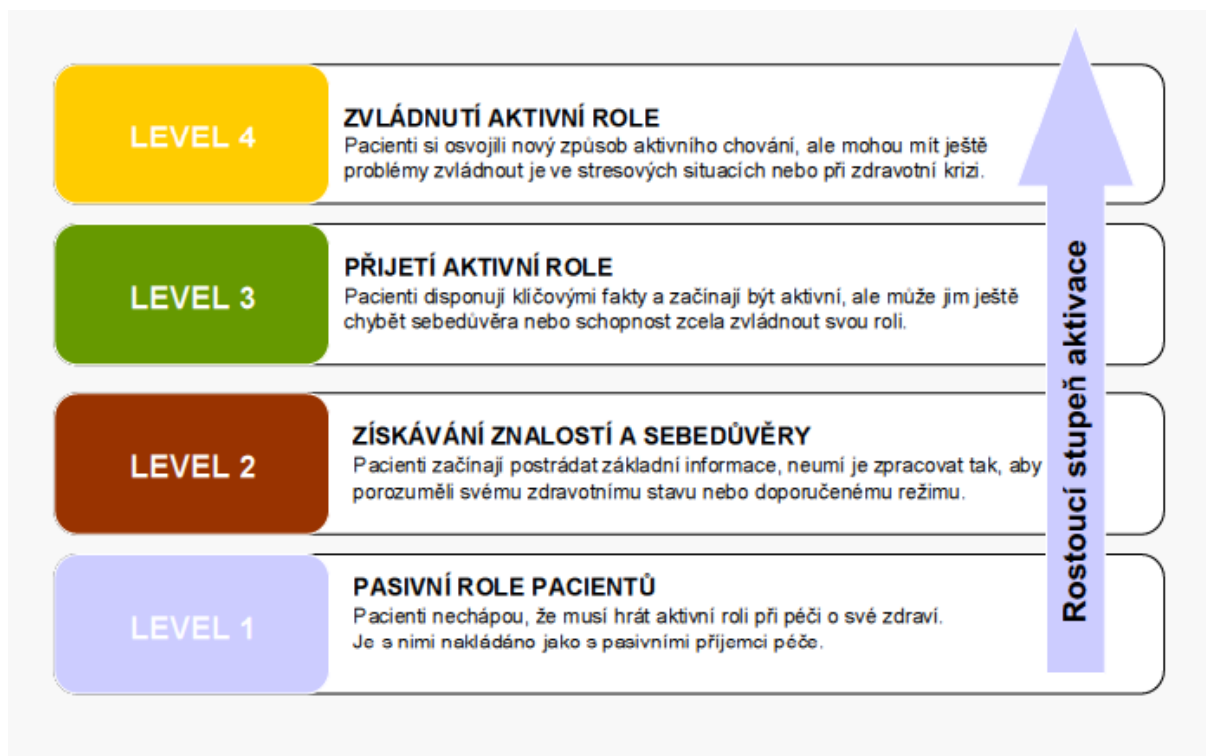 LEVEL 4
ZVLÁDNUTÍ AKTIVNÍ ROLE
Pacienti si osvojili nový způsob aktivního chování, ale mohou mít ještě
problémy zvládnout je ve stresových situacích nebo při zdravotní krizi.
LEVEL 3
PŘIJETÍ AKTIVNÍ ROLE
Pacienti disponují klíčovými fakty a začínají být aktivní, ale může jim ještě
chybět sebedůvěra nebo schopnost zcela zvládnout svou roli.
LEVEL 2
ZÍSKÁVÁNÍ ZNALOSTÍ A SEBEDŮVĚRY
Pacienti začínají postrádat základní informace, neumí je zpracovat tak, aby
porozuměli svému zdravotnímu stavu nebo doporučenému režimu.
LEVEL 1
PASIVNÍ ROLE PACIENTŮ
Pacienti nechápou, že musí hrát aktivní roli při péči o své zdraví.
Je s nimi nakládáno jako s pasivními příjemci péče.
Rostoucí stupeň aktivace